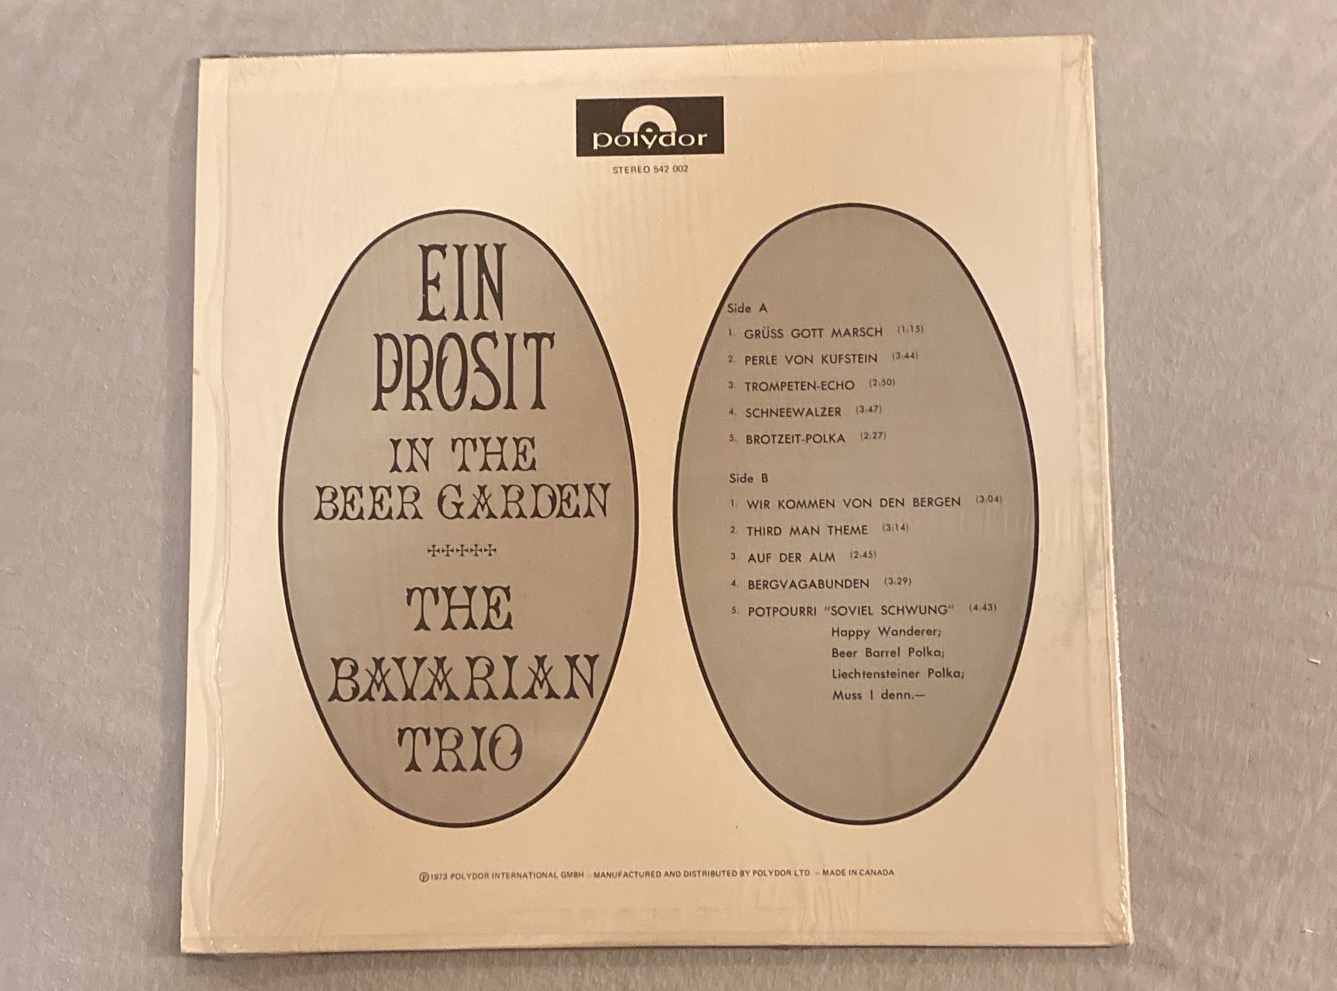 polydor
STEREO 542 002
EIN
PROSIT
IN THE
BEER GARDEN
THE
BAVARIAN
TRIO
Side A
1. GRÜSS GOTT MARSCH (1:15)
2. PERLE VON KUFSTEIN (3:44)
3. TROMPETEN-ECHO (2:50)
4. SCHNEEWALZER (3:47)
5. BROTZEIT-POLKA (2:27)
Side B
1. WIR KOMMEN VON DEN BERGEN (3:04)
2. THIRD MAN THEME (3:14)
3. AUF DER ALM (2:45)
4. BERGVAGABUNDEN (3:29)
5. POTPOURRI "SOVIEL SCHWUNG" (4:43)
Happy Wanderer;
Beer Barrel Polka;
Liechtensteiner Polka;
Muss I denn.—
℗1973 POLYDOR INTERNATIONAL GMBH – MANUFACTURED AND DISTRIBUTED BY POLYDOR LTD. – MADE IN CANADA